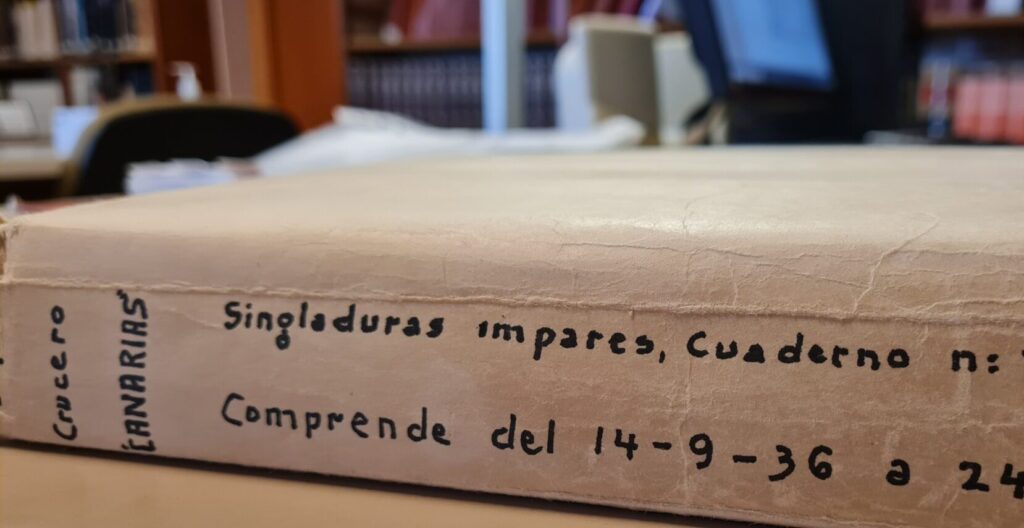 Crucero
"CANARIAS"
Singladuras impares, Cuaderno n:
Comprende del 14-9-36 a 24